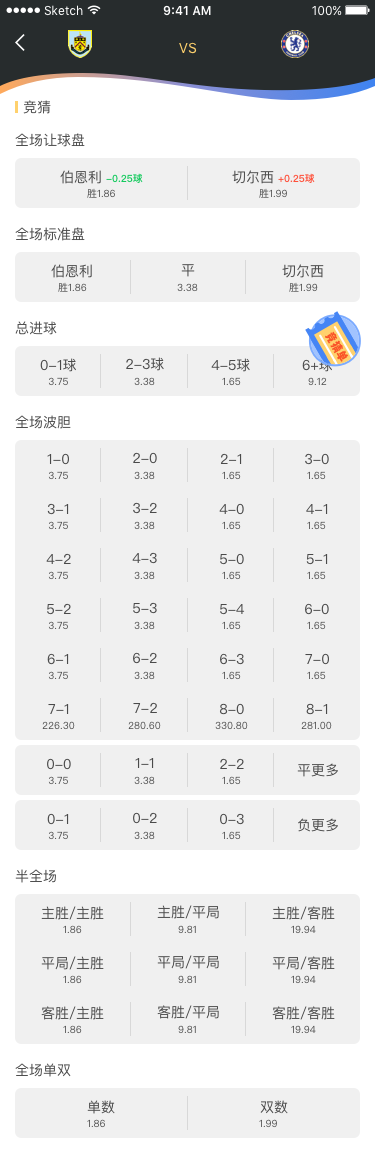 Sketch 9:41 AM 100%
VS
竞猜
全场让球盘
伯恩利 -0.25球 切尔西 +0.25球
胜1.86 胜1.99
全场标准盘
伯恩利 平 切尔西
胜1.86 3.38 胜1.99
总进球
0-1球 2-3球 4-5球 6+球
3.75 3.38 1.65 9.12
竞猜单
全场波胆
1-0 2-0 2-1 3-0
3.75 3.38 1.65 1.65
3-1 3-2 4-0 4-1
3.75 3.38 1.65 1.65
4-2 4-3 5-0 5-1
3.75 3.38 1.65 1.65
5-2 5-3 5-4 6-0
3.75 3.38 1.65 1.65
6-1 6-2 6-3 7-0
3.75 3.38 1.65 1.65
7-1 7-2 8-0 8-1
226.30 280.60 330.80 281.00
0-0 1-1 2-2 平更多
3.75 3.38 1.65
0-1 0-2 0-3 负更多
3.75 3.38 1.65
半全场
主胜/主胜 主胜/平局 主胜/客胜
1.86 9.81 19.94
平局/主胜 平局/平局 平局/客胜
1.86 9.81 19.94
客胜/主胜 客胜/平局 客胜/客胜
1.86 9.81 19.94
全场单双
单数 双数
1.86 1.99